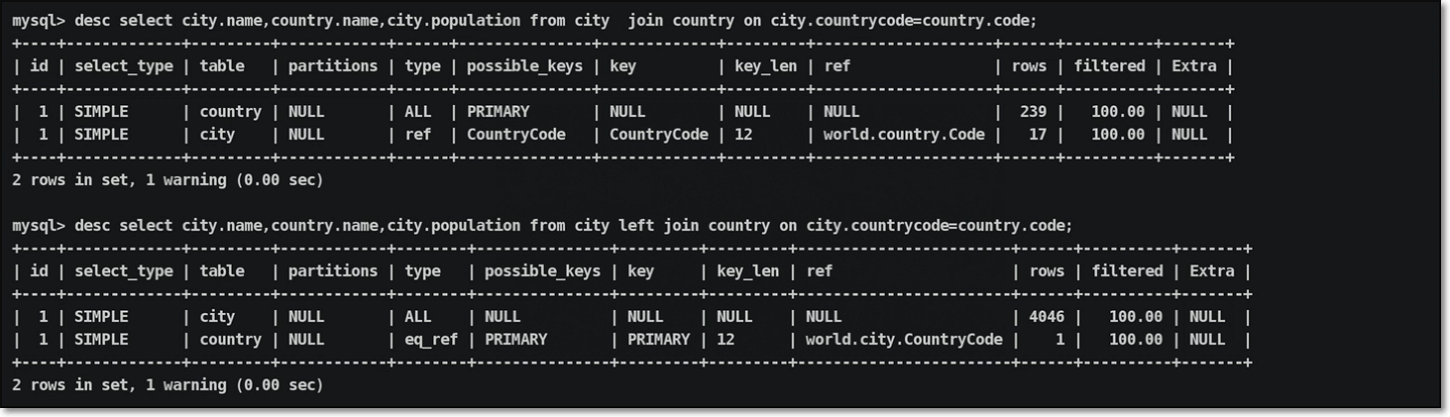 mysql> desc select city.name,country.name,city.population from city  join country on city.countrycode=country.code;
+----+-------------+---------+------------+------+---------------+-------------+---------+--------------------+------+----------+-------+
| id | select_type | table   | partitions | type | possible_keys | key         | key_len | ref                | rows | filtered | Extra |
+----+-------------+---------+------------+------+---------------+-------------+---------+--------------------+------+----------+-------+
|  1 | SIMPLE      | country | NULL       | ALL  | PRIMARY       | NULL        | NULL    | NULL               |  239 |   100.00 | NULL  |
|  1 | SIMPLE      | city    | NULL       | ref  | CountryCode   | CountryCode | 12      | world.country.Code |   17 |   100.00 | NULL  |
+----+-------------+---------+------------+------+---------------+-------------+---------+--------------------+------+----------+-------+
2 rows in set, 1 warning (0.00 sec)
mysql> desc select city.name,country.name,city.population from city left join country on city.countrycode=country.code;
+----+-------------+---------+------------+--------+---------------+---------+---------+------------------------+------+----------+-------+
| id | select_type | table   | partitions | type   | possible_keys | key     | key_len | ref                    | rows | filtered | Extra |
+----+-------------+---------+------------+--------+---------------+---------+---------+------------------------+------+----------+-------+
|  1 | SIMPLE      | city    | NULL       | ALL    | NULL          | NULL    | NULL    | NULL                   | 4046 |   100.00 | NULL  |
|  1 | SIMPLE      | country | NULL       | eq_ref | PRIMARY       | PRIMARY | 12      | world.city.CountryCode |    1 |   100.00 | NULL  |
+----+-------------+---------+------------+--------+---------------+---------+---------+------------------------+------+----------+-------+
2 rows in set, 1 warning (0.00 sec)